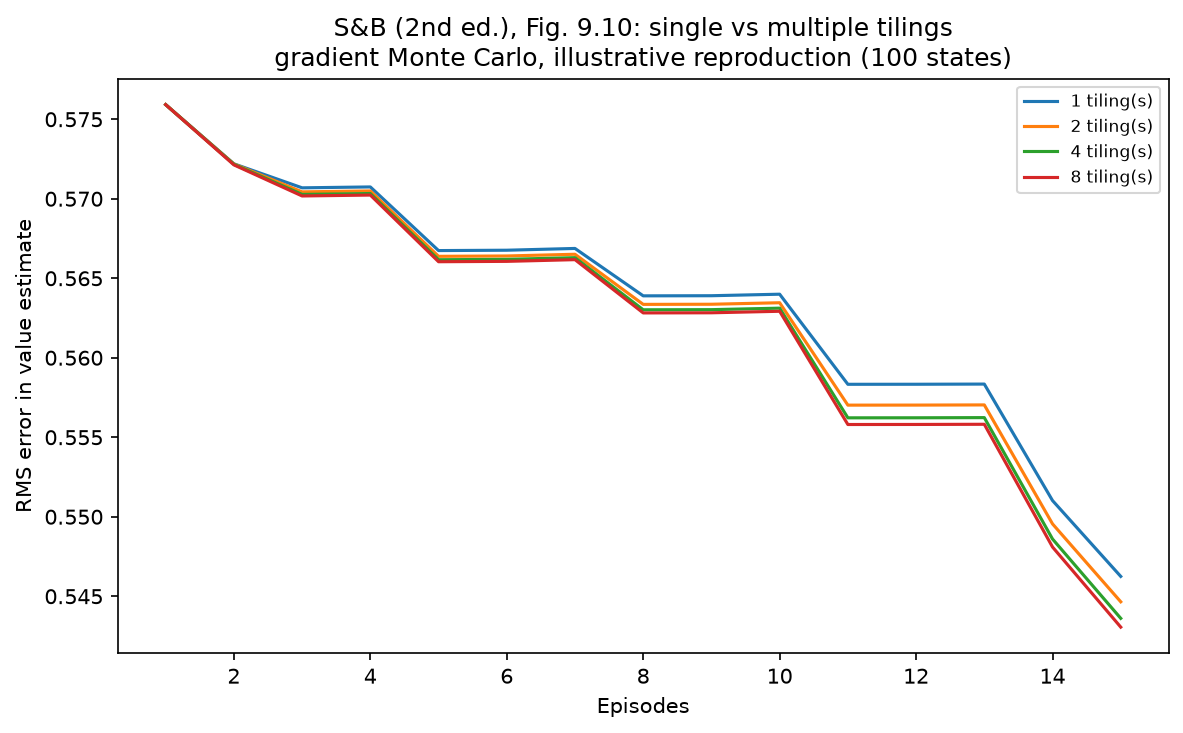 S&B (2nd ed.), Fig. 9.10: single vs multiple tilings
gradient Monte Carlo, illustrative reproduction (100 states)
1 tiling(s)
2 tiling(s)
4 tiling(s)
8 tiling(s)
RMS error in value estimate
0.575
0.570
0.565
0.560
0.555
0.550
0.545
2 4 6 8 10 12 14
Episodes